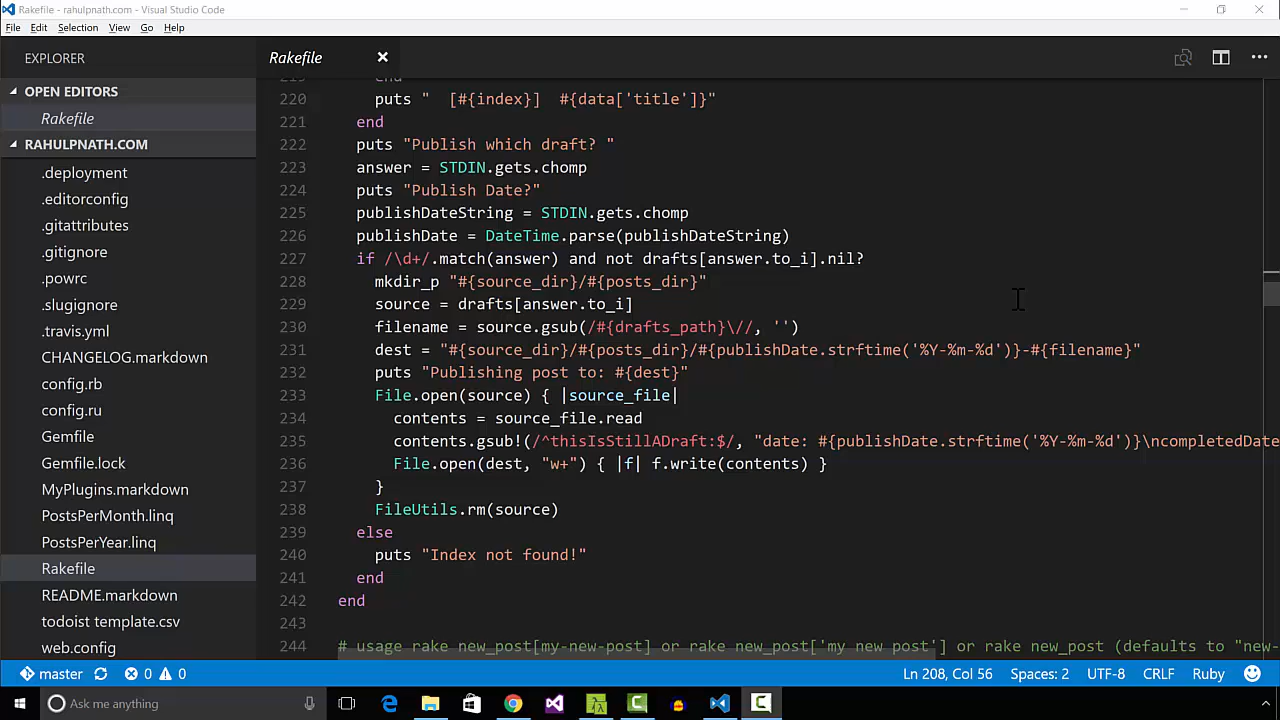 Rakefile - rahulpnath.com - Visual Studio Code
File Edit Selection View Go Help
EXPLORER
OPEN EDITORS
Rakefile
RAHULPNATH.COM
.deployment
.editorconfig
.gitattributes
.gitignore
.powrc
.slugignore
.travis.yml
CHANGELOG.markdown
config.rb
config.ru
Gemfile
Gemfile.lock
MyPlugins.markdown
PostsPerMonth.linq
PostsPerYear.linq
Rakefile
README.markdown
todoist template.csv
web.config
Rakefile
219 end
220 puts "  [#{index}]  #{data['title']}"
221 end
222 puts "Publish which draft? "
223 answer = STDIN.gets.chomp
224 puts "Publish Date?"
225 publishDateString = STDIN.gets.chomp
226 publishDate = DateTime.parse(publishDateString)
227 if /\d+/.match(answer) and not drafts[answer.to_i].nil?
228 mkdir_p "#{source_dir}/#{posts_dir}"
229 source = drafts[answer.to_i]
230 filename = source.gsub(/#{drafts_path}\//, '')
231 dest = "#{source_dir}/#{posts_dir}/#{publishDate.strftime('%Y-%m-%d')}-#{filename}"
232 puts "Publishing post to: #{dest}"
233 File.open(source) { |source_file|
234 contents = source_file.read
235 contents.gsub!(/^thisIsStillADraft:$/, "date: #{publishDate.strftime('%Y-%m-%d')}\ncompletedDate
236 File.open(dest, "w+") { |f| f.write(contents) }
237 }
238 FileUtils.rm(source)
239 else
240 puts "Index not found!"
241 end
242 end
244 # usage rake new_post[my-new-post] or rake new_post['my new post'] or rake new_post (defaults to "new-
master 0 0 Ln 208, Col 56 Spaces: 2 UTF-8 CRLF Ruby
Ask me anything